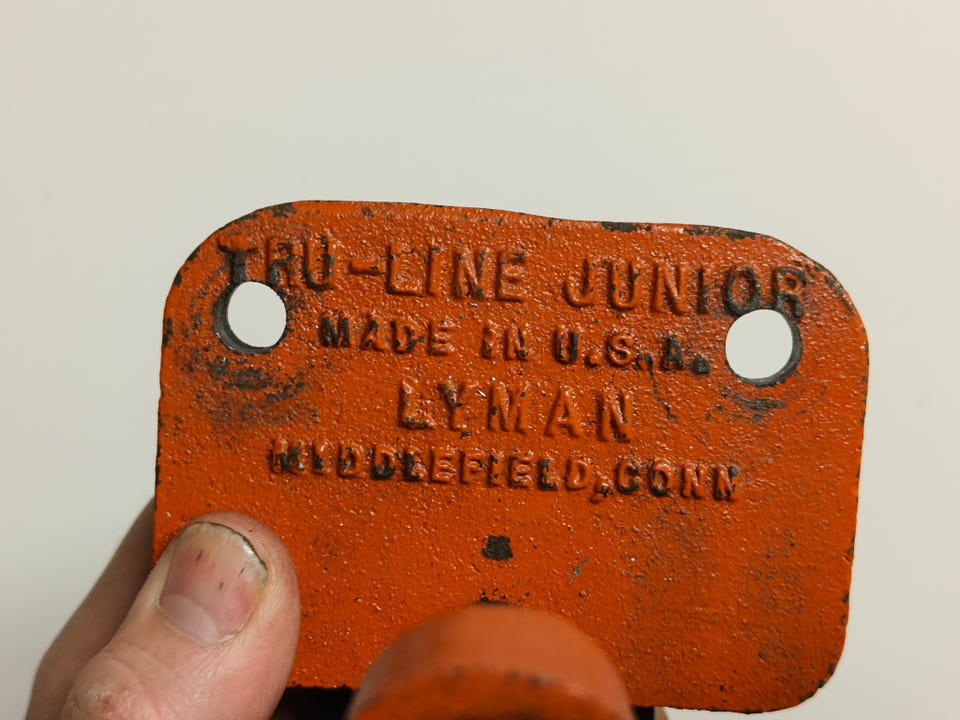 TRU-LINE JUNIOR
MADE IN U.S.A.
LYMAN
MIDDLEFIELD, CONN